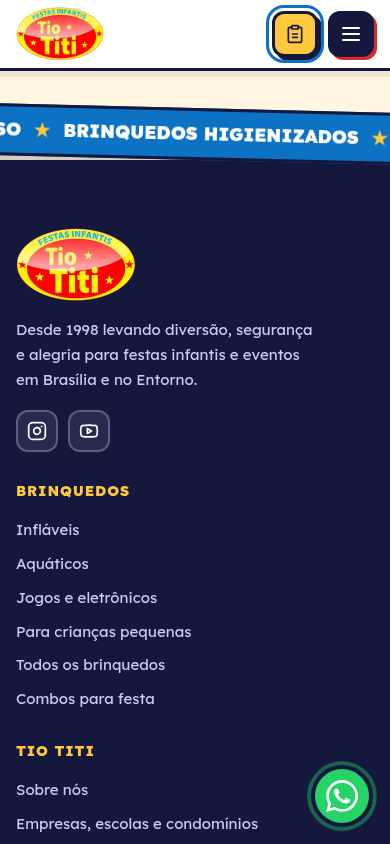 FESTAS INFANTIS
Tio
Titi
SO ★ BRINQUEDOS HIGIENIZADOS ★
FESTAS INFANTIS
Tio
Titi
Desde 1998 levando diversão, segurança
e alegria para festas infantis e eventos
em Brasília e no Entorno.
BRINQUEDOS
Infláveis
Aquáticos
Jogos e eletrônicos
Para crianças pequenas
Todos os brinquedos
Combos para festa
TIO TITI
Sobre nós
Empresas, escolas e condomínios